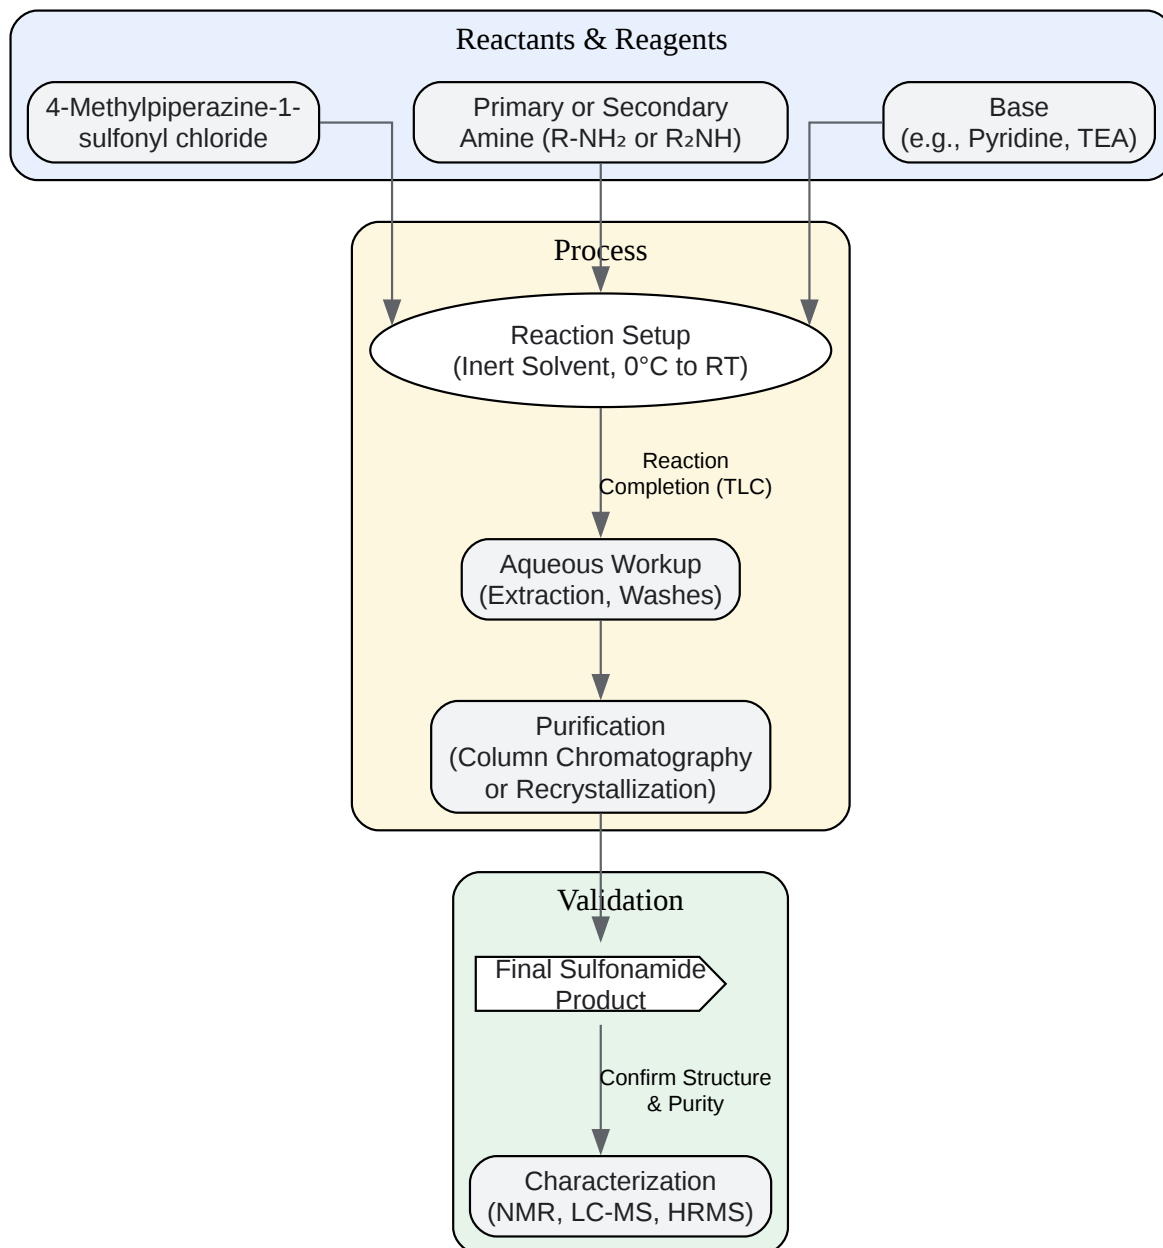 Reactants & Reagents
4-Methylpiperazine-1-
sulfonyl chloride
Primary or Secondary
Amine (R-NH₂ or R₂NH)
Base
(e.g., Pyridine, TEA)
Process
Reaction Setup
(Inert Solvent, 0°C to RT)
Reaction
Completion (TLC)
Aqueous Workup
(Extraction, Washes)
Purification
(Column Chromatography
or Recrystallization)
Validation
Final Sulfonamide
Product
Confirm Structure
& Purity
Characterization
(NMR, LC-MS, HRMS)